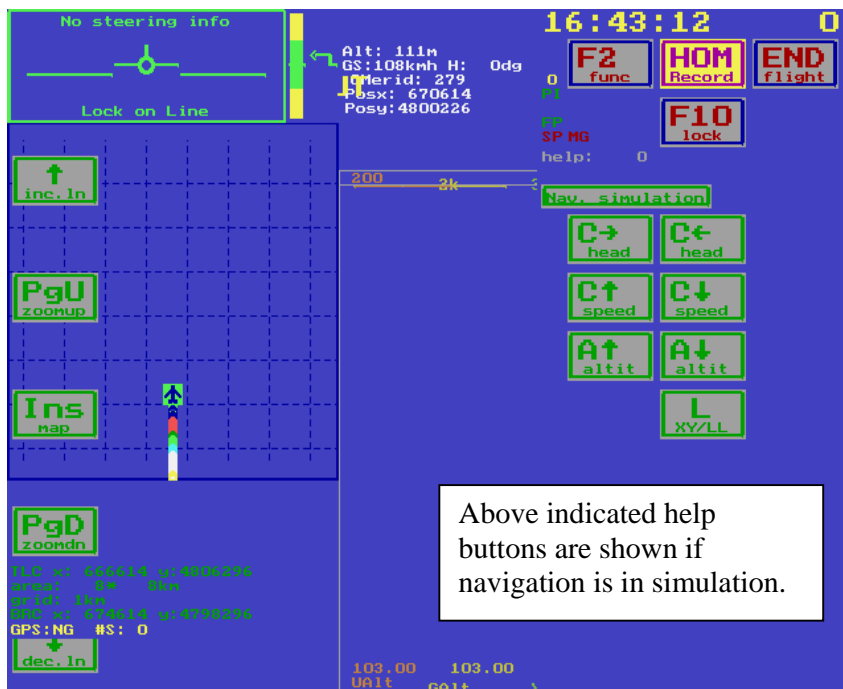 No steering info
Lock on Line
Alt: 111m
GS:108kmh H: 0dg
CMerid: 279
Posx: 670614
Posy:4800226
16:43:12 0
F2
func
HOM
Record
END
flight
0
PI
F10
lock
FP
SP MG
help: 0
200
2k
Nav. simulation
C→
head
C←
head
C↑
speed
C↓
speed
A↑
altit
A↓
altit
L
XY/LL
↑
inc.ln
PgU
zoomup
Ins
map
PgD
zoomdn
TLC x: 666614 y:4806296
area: 8* 8km
grid: 1km
BRC x: 674614 y:4798296
GPS:NG #S: 0
dec.ln
Above indicated help
buttons are shown if
navigation is in simulation.
103.00 103.00
UAlt GAlt